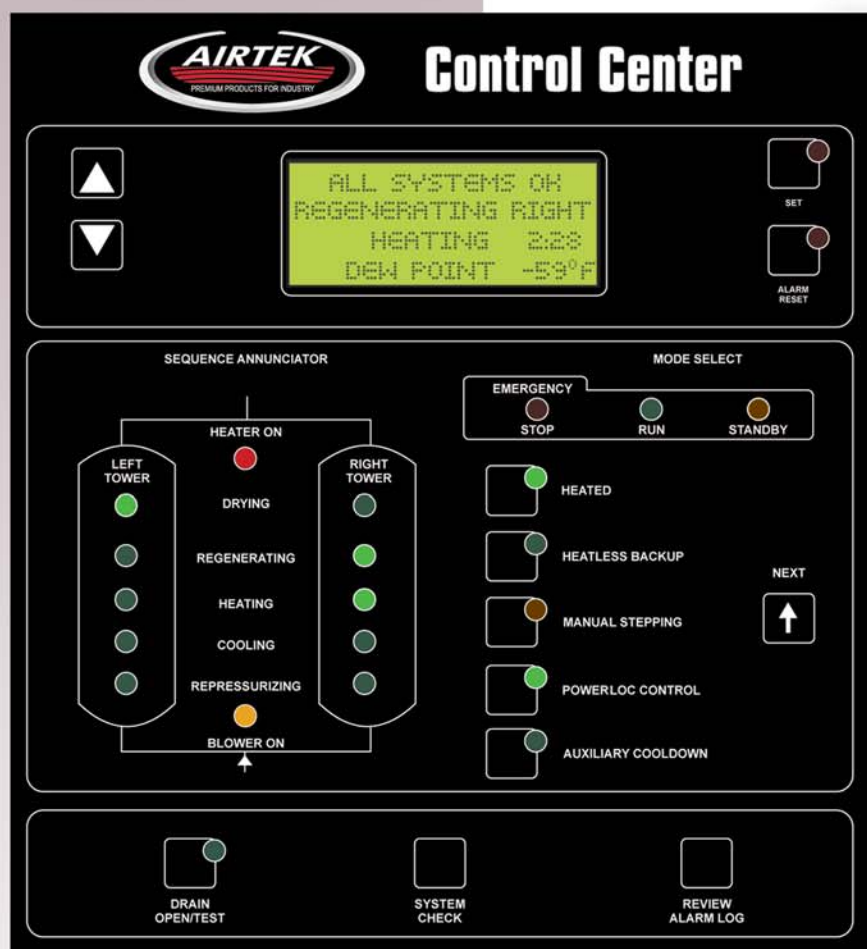 AIRTEK
PREMIUM PRODUCTS FOR INDUSTRY
Control Center
ALL SYSTEMS OK
REGENERATING RIGHT
HEATING 2:28
DEW POINT -59°F
SET
ALARM
RESET
SEQUENCE ANNUNCIATOR
HEATER ON
LEFT
TOWER
RIGHT
TOWER
DRYING
REGENERATING
HEATING
COOLING
REPRESSURIZING
BLOWER ON
MODE SELECT
EMERGENCY
STOP
RUN
STANDBY
HEATED
HEATLESS BACKUP
MANUAL STEPPING
POWERLOC CONTROL
AUXILIARY COOLDOWN
NEXT
DRAIN
OPEN/TEST
SYSTEM
CHECK
REVIEW
ALARM LOG